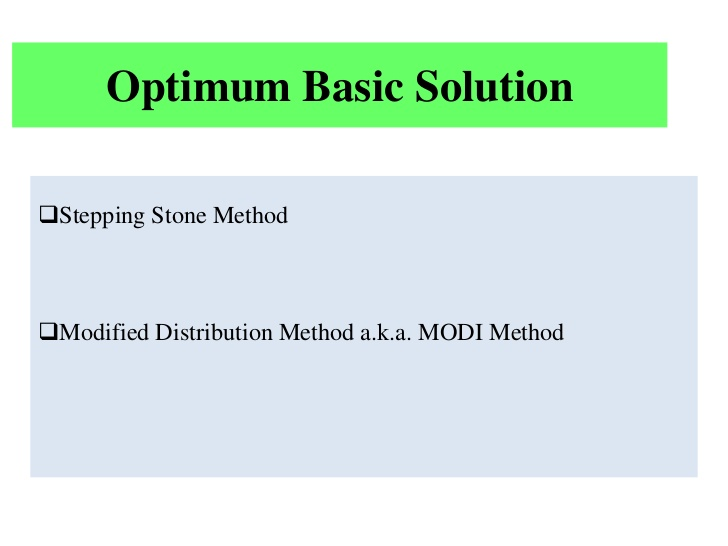 Optimum Basic Solution
❑Stepping Stone Method
❑Modified Distribution Method a.k.a. MODI Method